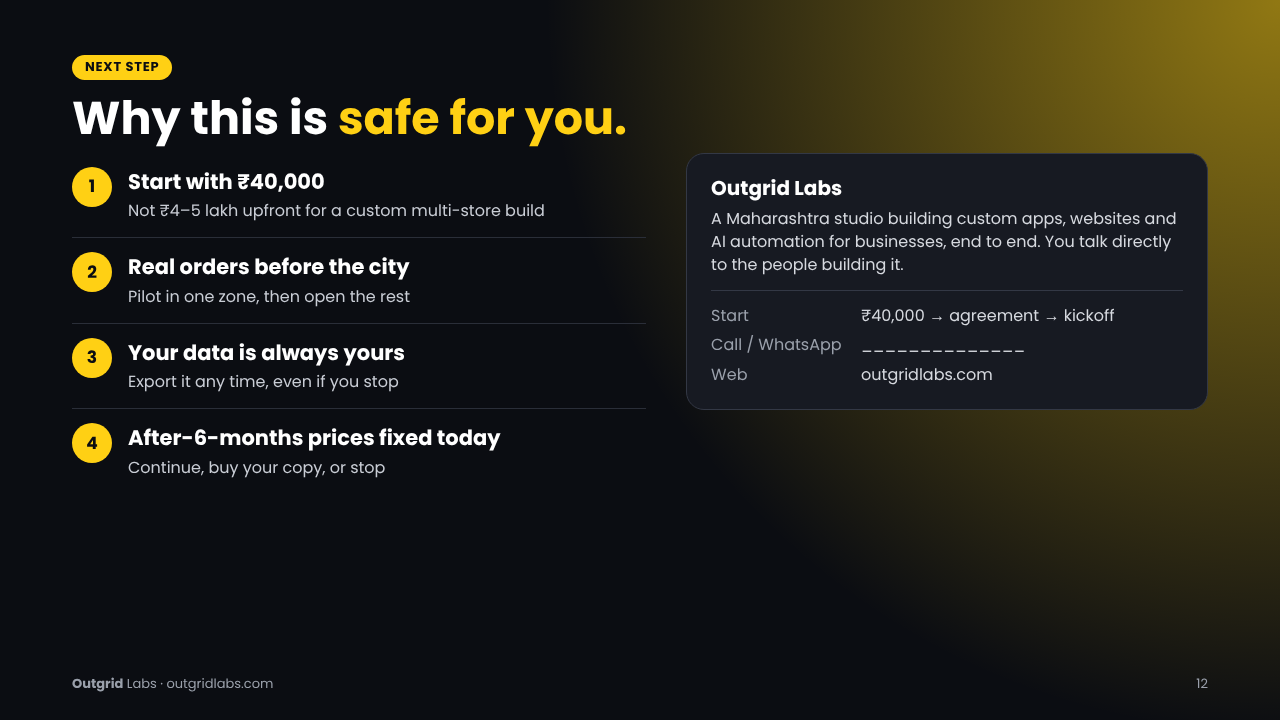 NEXT STEP
Why this is safe for you.
1
Start with ₹40,000
Not ₹4–5 lakh upfront for a custom multi-store build
2
Real orders before the city
Pilot in one zone, then open the rest
3
Your data is always yours
Export it any time, even if you stop
4
After-6-months prices fixed today
Continue, buy your copy, or stop
Outgrid Labs
A Maharashtra studio building custom apps, websites and
AI automation for businesses, end to end. You talk directly
to the people building it.
Start ₹40,000 → agreement → kickoff
Call / WhatsApp ______________
Web outgridlabs.com
Outgrid Labs · outgridlabs.com
12